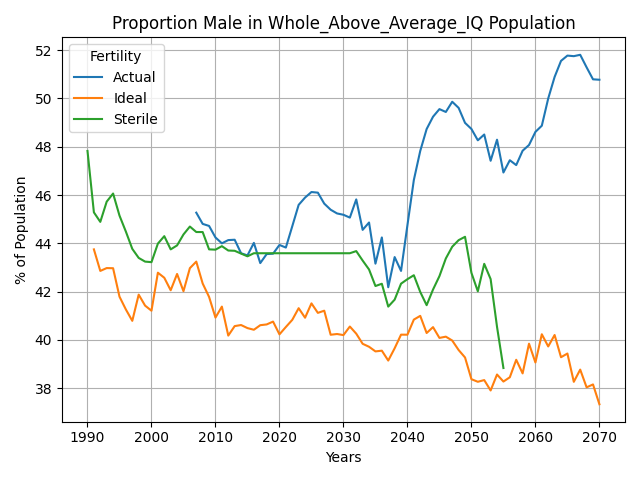 Proportion Male in Whole_Above_Average_IQ Population
Fertility
Actual
Ideal
Sterile
% of Population
52
50
48
46
44
42
40
38
1990 2000 2010 2020 2030 2040 2050 2060 2070
Years